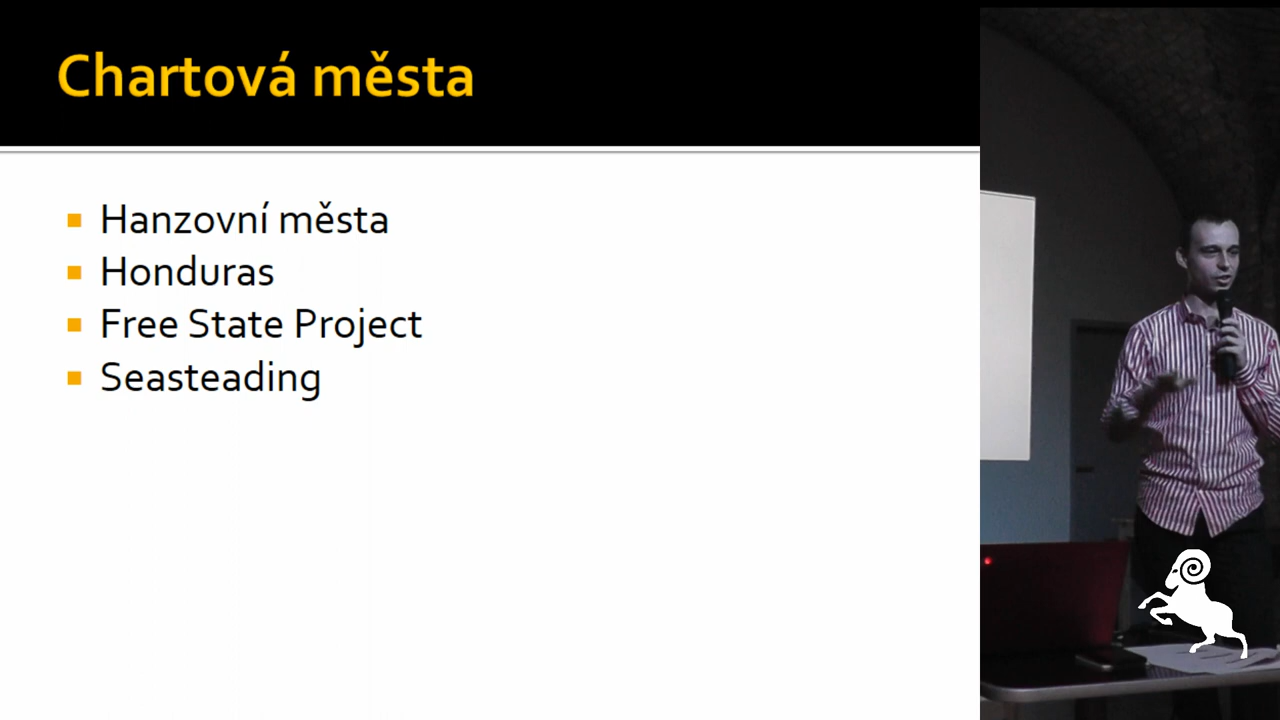 Chartová města
Hanzovní města
Honduras
Free State Project
Seasteading